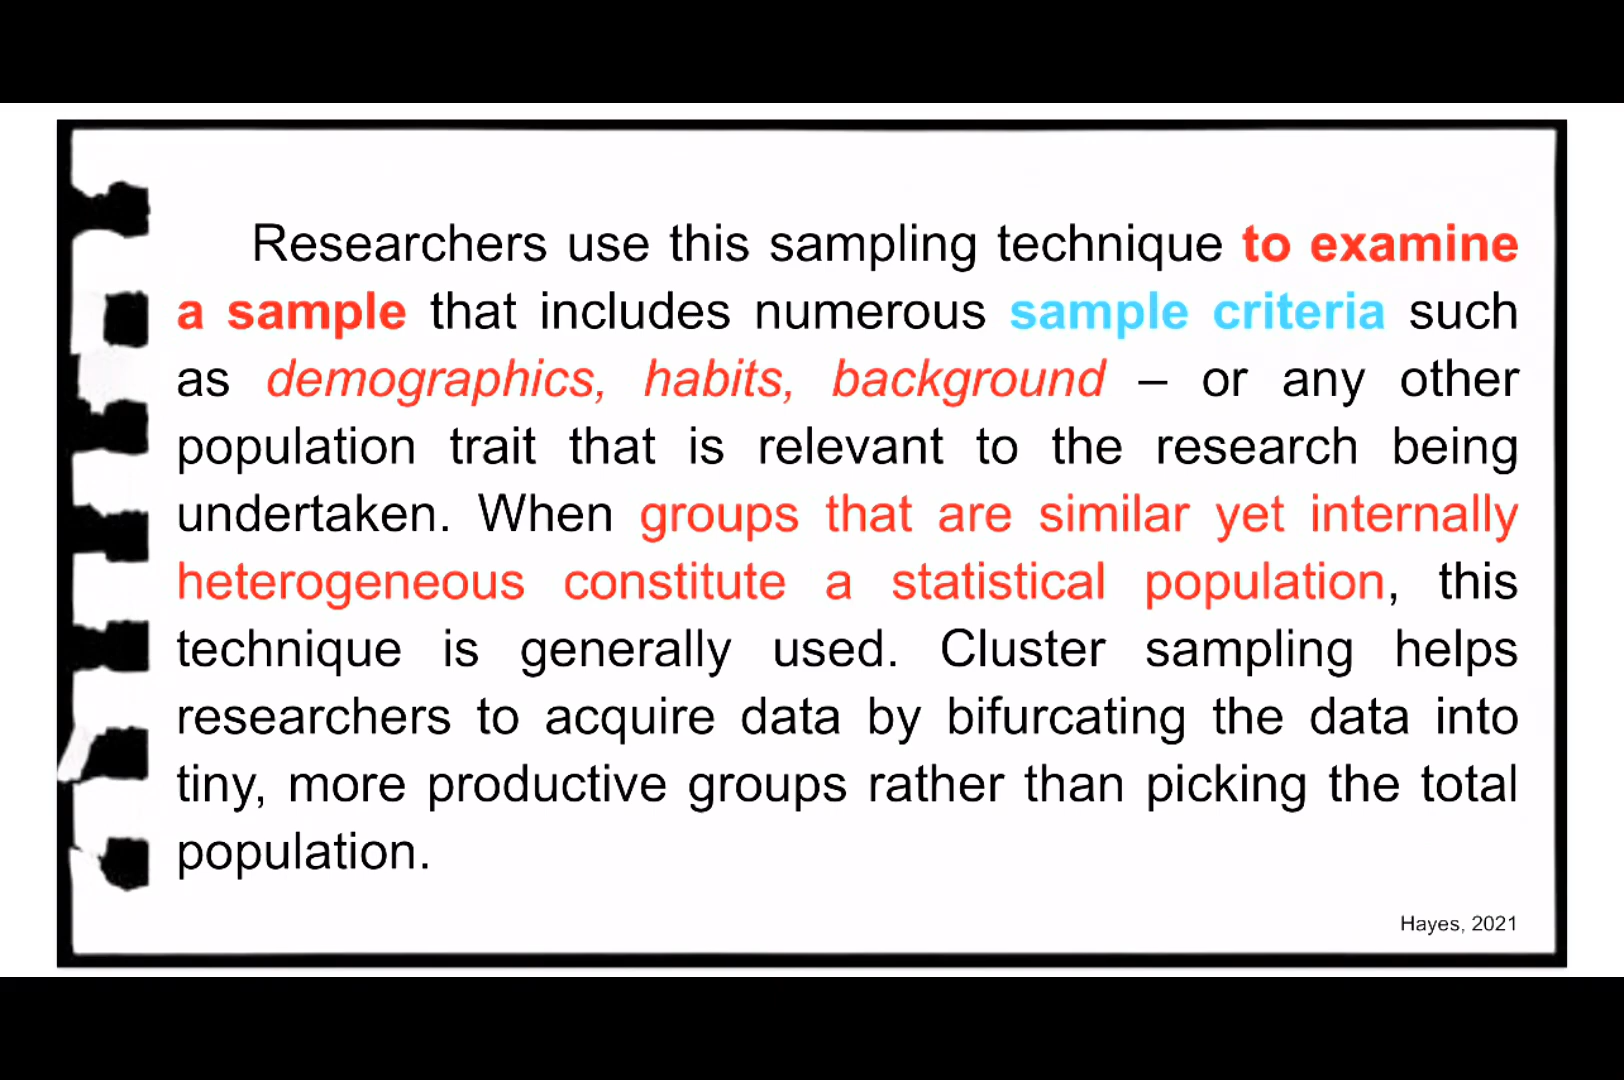 Researchers use this sampling technique to examine
a sample that includes numerous sample criteria such
as demographics, habits, background – or any other
population trait that is relevant to the research being
undertaken. When groups that are similar yet internally
heterogeneous constitute a statistical population, this
technique is generally used. Cluster sampling helps
researchers to acquire data by bifurcating the data into
tiny, more productive groups rather than picking the total
population.
Hayes, 2021